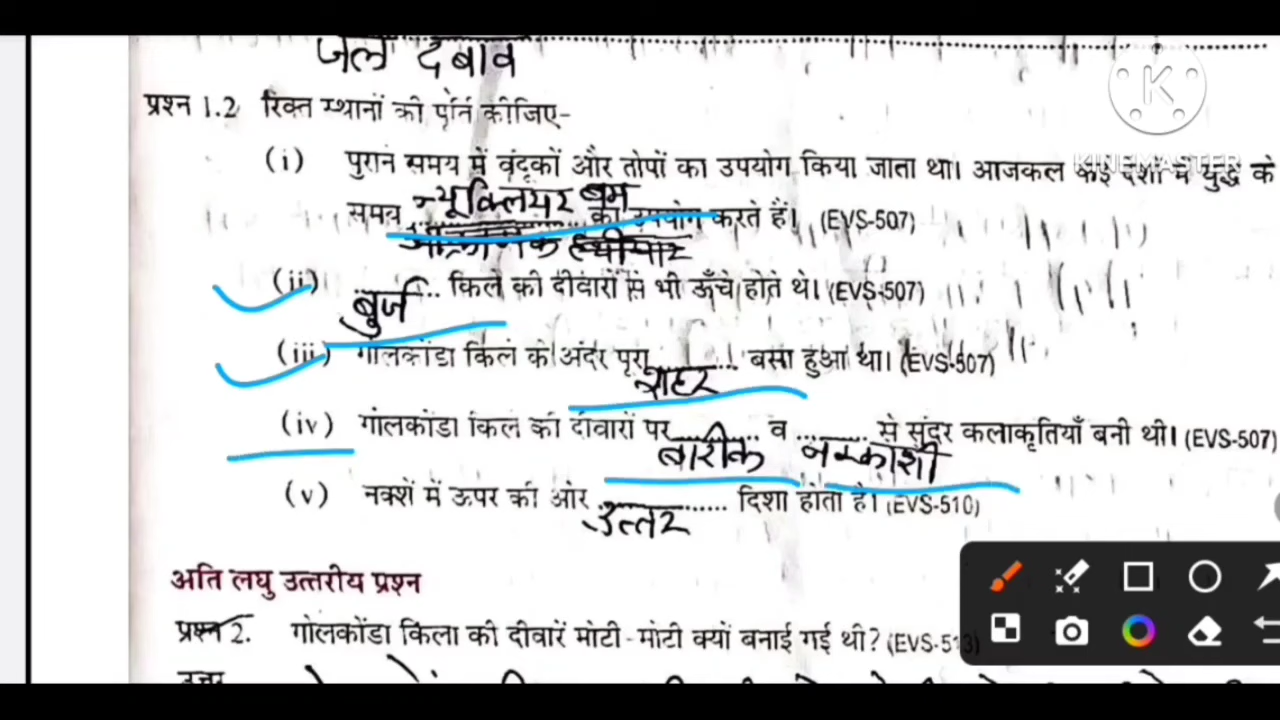 जल दबाव
K
KINEMASTER
प्रश्न 1.2 रिक्त स्थानों की पूर्ति कीजिए-
(i) पुराने समय में बंदूकों और तोपों का उपयोग किया जाता था। आजकल कई देशों में युद्ध के
न्यूक्लियर बम
समय .................... का उपयोग करते हैं। (EVS-507)
(ii) ............ किले की दीवारों से भी ऊँचे होते थे। (EVS-507)
बुर्ज
(iii) गोलकोंडा किले के अंदर पूरा ............ बसा हुआ था। (EVS-507)
शहर
(iv) गोलकोंडा किले की दीवारों पर ............ व ............ से सुंदर कलाकृतियाँ बनी थी। (EVS-507)
बारीक नक्काशी
(v) नक्शे में ऊपर की ओर .................... दिशा होता है। (EVS-510)
उत्तर
अति लघु उत्तरीय प्रश्न
प्रश्न 2. गोलकोंडा किला की दीवारें मोटी-मोटी क्यों बनाई गई थी? (EVS-513)